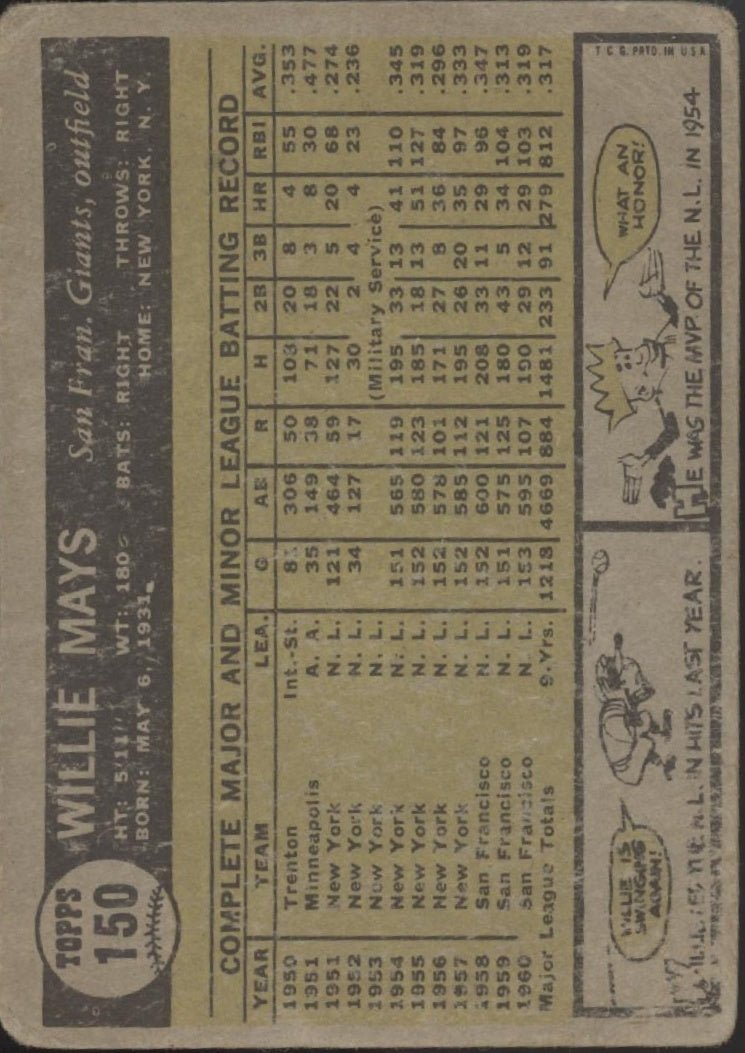 TOPPS
150
WILLIE MAYS San Fran. Giants, outfield
HT: 5'11" WT: 180 BATS: RIGHT THROWS: RIGHT
BORN: MAY 6, 1931 HOME: NEW YORK, N. Y.
COMPLETE MAJOR AND MINOR LEAGUE BATTING RECORD
YEAR TEAM LEA. G AB R H 2B 3B HR RBI AVG.
1950 Trenton Int.-St. 306 50 108 20 8 4 55 .353
1951 Minneapolis A. A. 35 149 38 71 18 3 8 30 .477
1951 New York N. L. 121 464 59 127 22 5 20 68 .274
1952 New York N. L. 34 127 17 30 2 4 4 23 .236
1953 New York N. L. (Military Service)
1954 New York N. L. 151 565 119 195 33 13 41 110 .345
1955 New York N. L. 152 580 123 185 18 13 51 127 .319
1956 New York N. L. 152 578 101 171 27 8 36 84 .296
1957 New York N. L. 152 585 112 195 26 20 35 97 .333
1958 San Francisco N. L. 152 600 121 208 33 11 29 96 .347
1959 San Francisco N. L. 151 575 125 180 43 5 34 104 .313
1960 San Francisco N. L. 153 595 107 190 29 12 29 103 .319
Major League Totals 9-Yrs. 1218 4669 884 1481 233 91 279 812 .317
WILLIE IS
SWINGING
AGAIN!
N.L. IN HITS LAST YEAR.
T C G. PRTD. IN U S A
WHAT AN
HONOR!
HE WAS THE MVP OF THE N.L. IN 1954